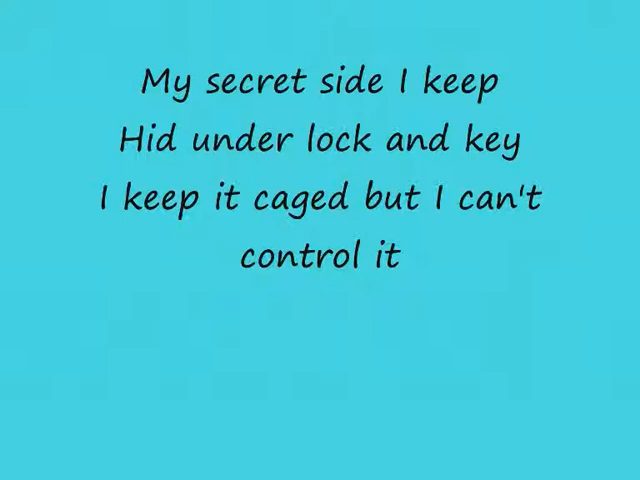 My secret side I keep
Hid under lock and key
I keep it caged but I can't
control it